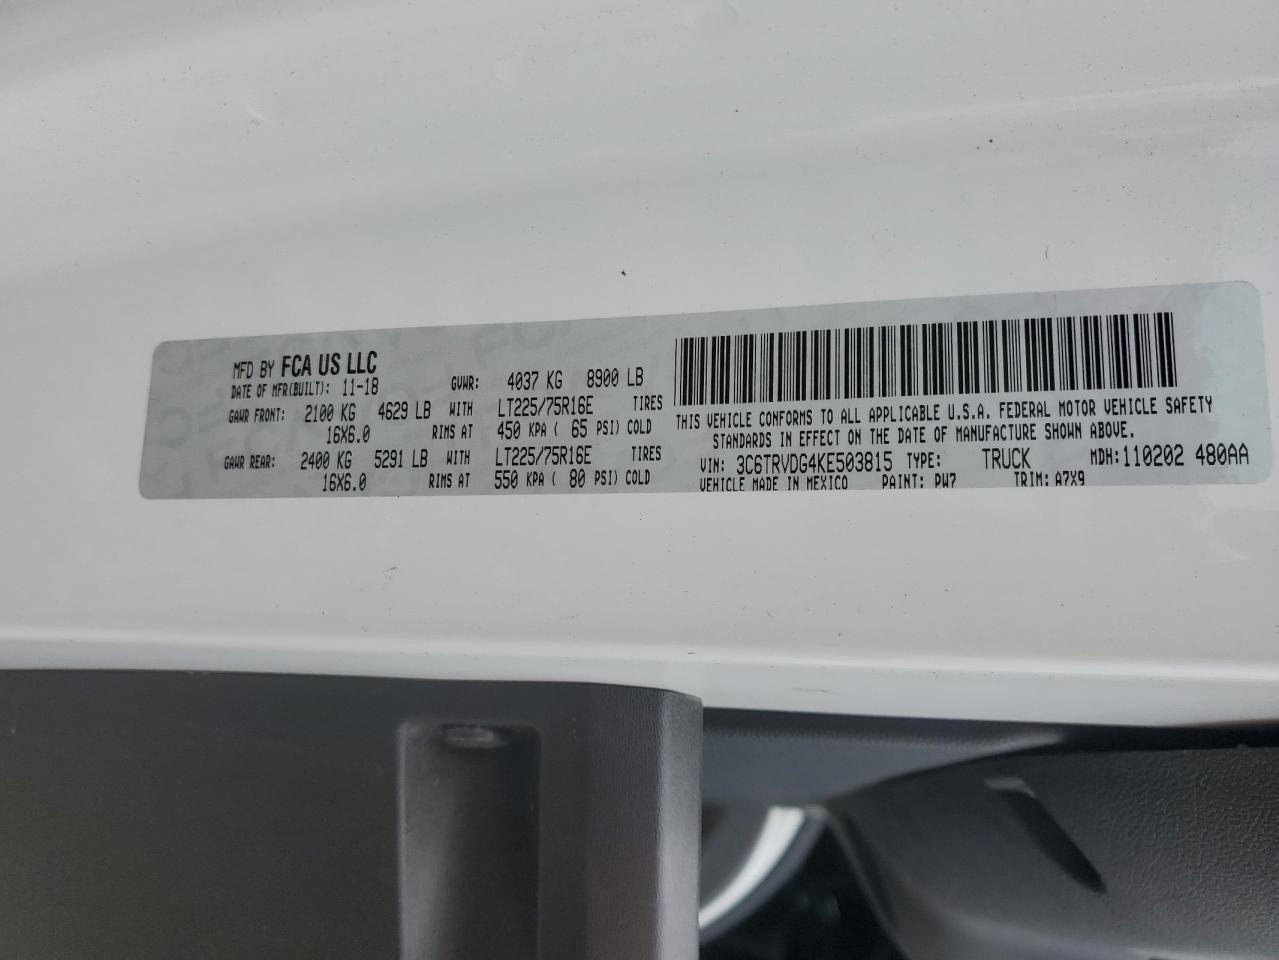 MFD BY FCA US LLC
DATE OF MFR(BUILT): 11-18 GVWR: 4037 KG 8900 LB
GAWR FRONT: 2100 KG 4629 LB WITH LT225/75R16E TIRES
16X6.0 RIMS AT 450 KPA ( 65 PSI) COLD
GAWR REAR: 2400 KG 5291 LB WITH LT225/75R16E TIRES
16X6.0 RIMS AT 550 KPA ( 80 PSI) COLD
THIS VEHICLE CONFORMS TO ALL APPLICABLE U.S.A. FEDERAL MOTOR VEHICLE SAFETY
STANDARDS IN EFFECT ON THE DATE OF MANUFACTURE SHOWN ABOVE.
VIN: 3C6TRVDG4KE503815 TYPE: TRUCK MDH:110202 480AA
VEHICLE MADE IN MEXICO PAINT: PW7 TRIM: A7X9